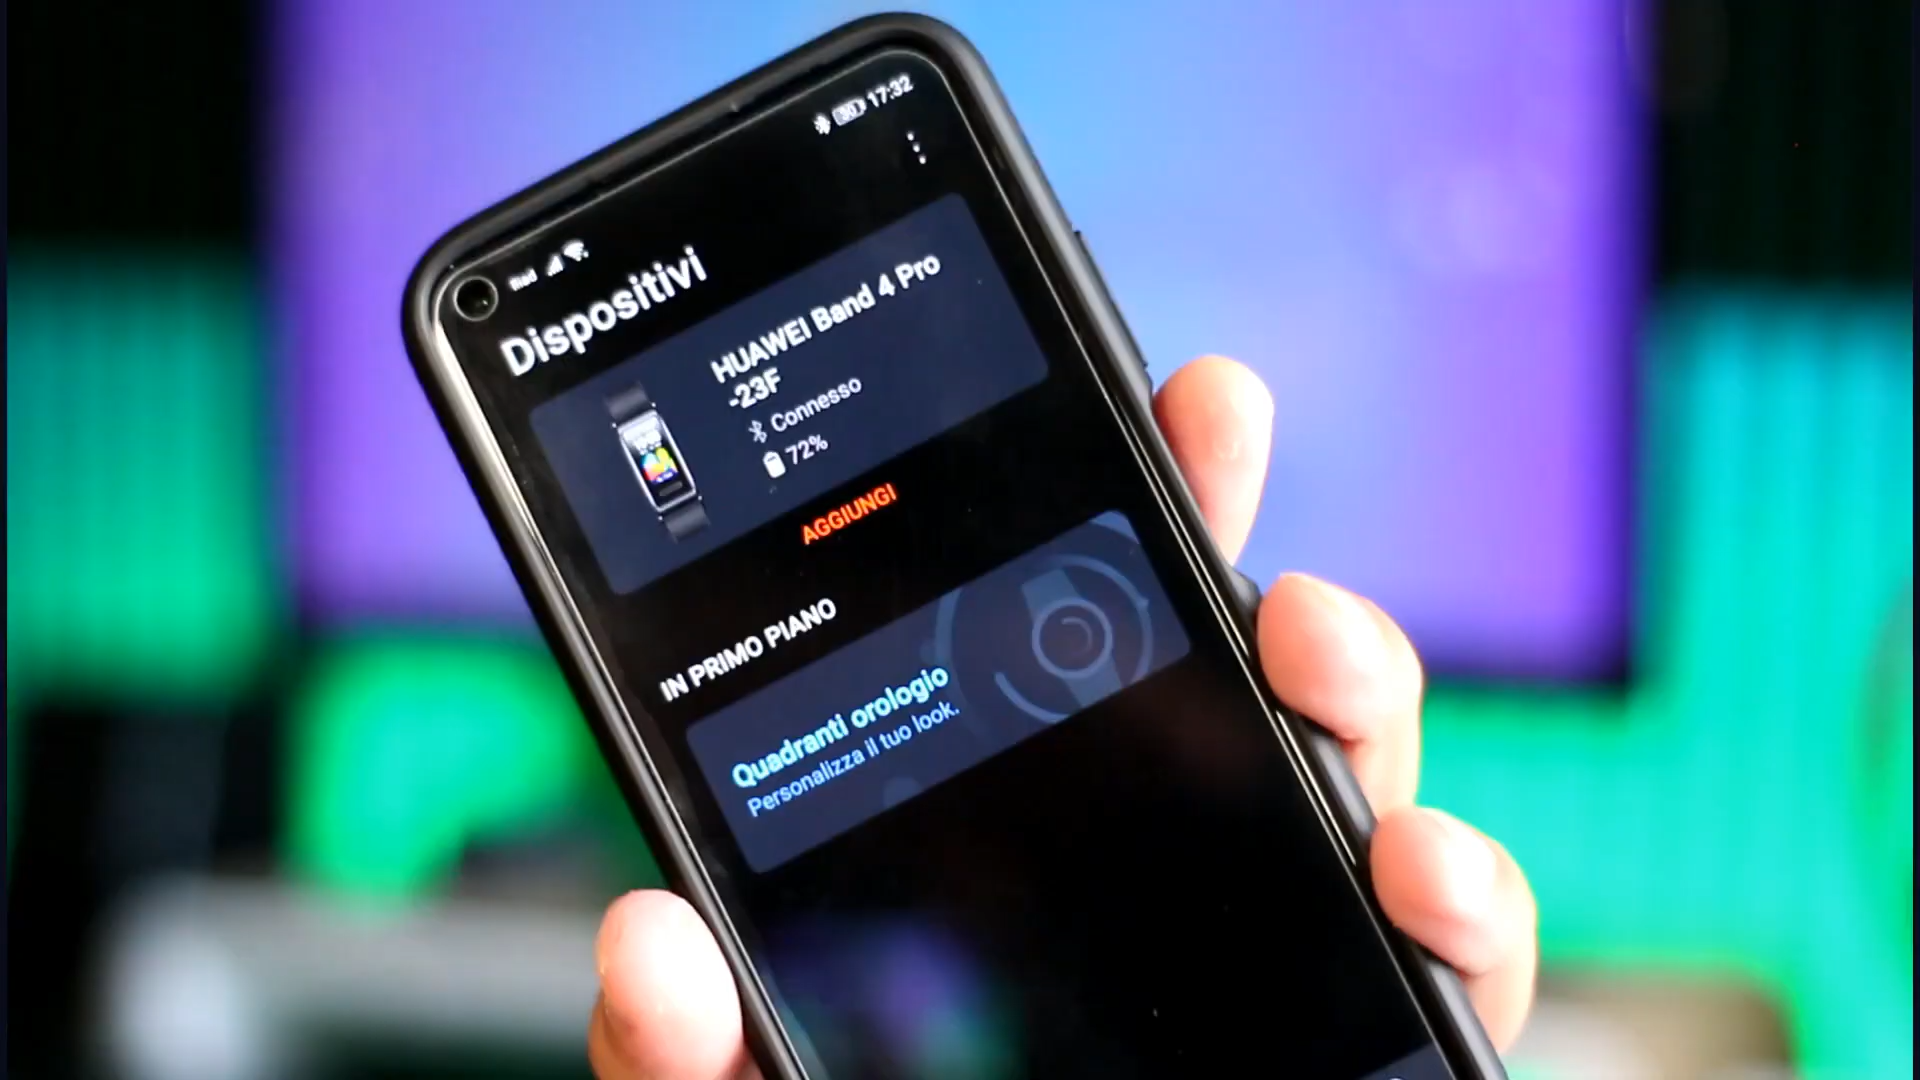 17:32
Dispositivi
HUAWEI Band 4 Pro
-23F
Connesso
72%
AGGIUNGI
IN PRIMO PIANO
Quadranti orologio
Personalizza il tuo look.